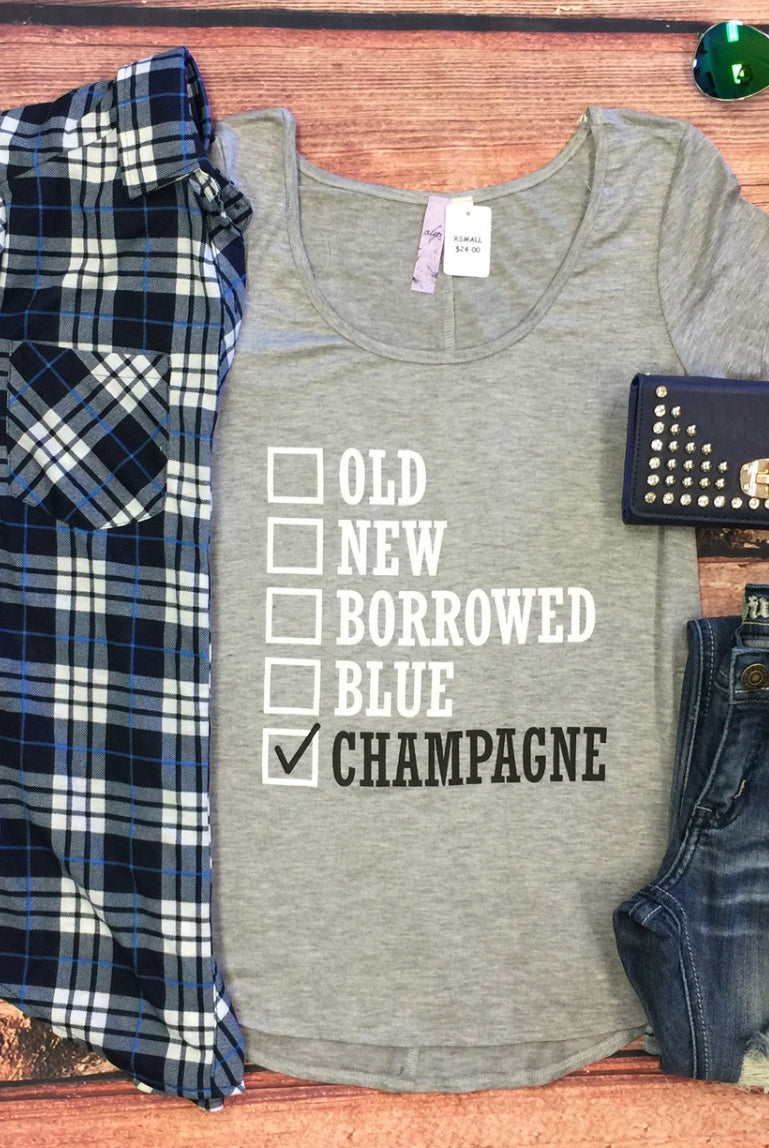 XSMALL
$24.00
OLD
NEW
BORROWED
BLUE
CHAMPAGNE